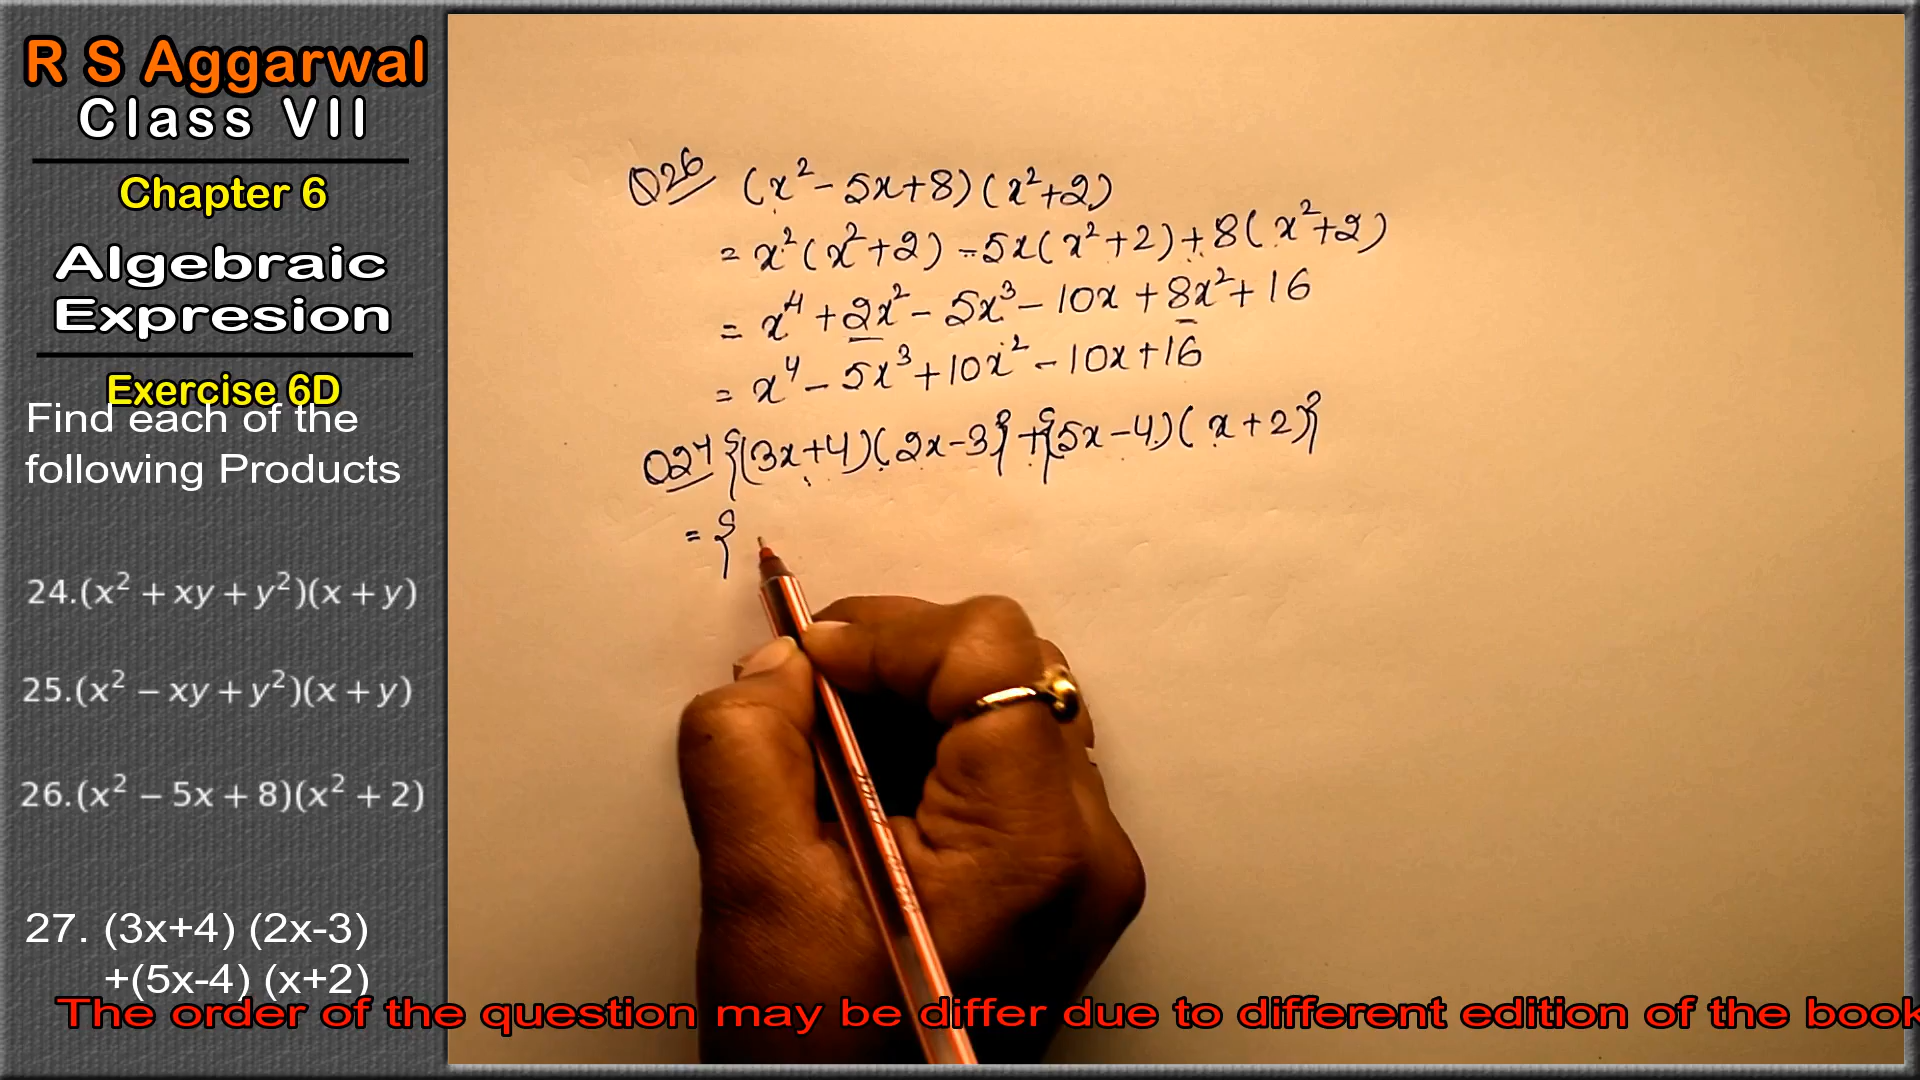 R S Aggarwal
Class VII
Chapter 6
Algebraic
Expresion
Exercise 6D
Find each of the
following Products
24.(x² + xy + y²)(x + y)
25.(x² − xy + y²)(x + y)
26.(x² − 5x + 8)(x² + 2)
27. (3x+4) (2x-3)
+(5x-4) (x+2)
Q26 (x² - 5x+8) (x²+2)
= x² (x²+2) - 5x (x²+2) + 8 (x²+2)
= x⁴ + 2x² - 5x³ - 10x + 8x² + 16
= x⁴ - 5x³ + 10x² - 10x + 16
Q27 {(3x+4) (2x-3} + {5x-4) (x+2)}
= {
The order of the question may be differ due to different edition of the book